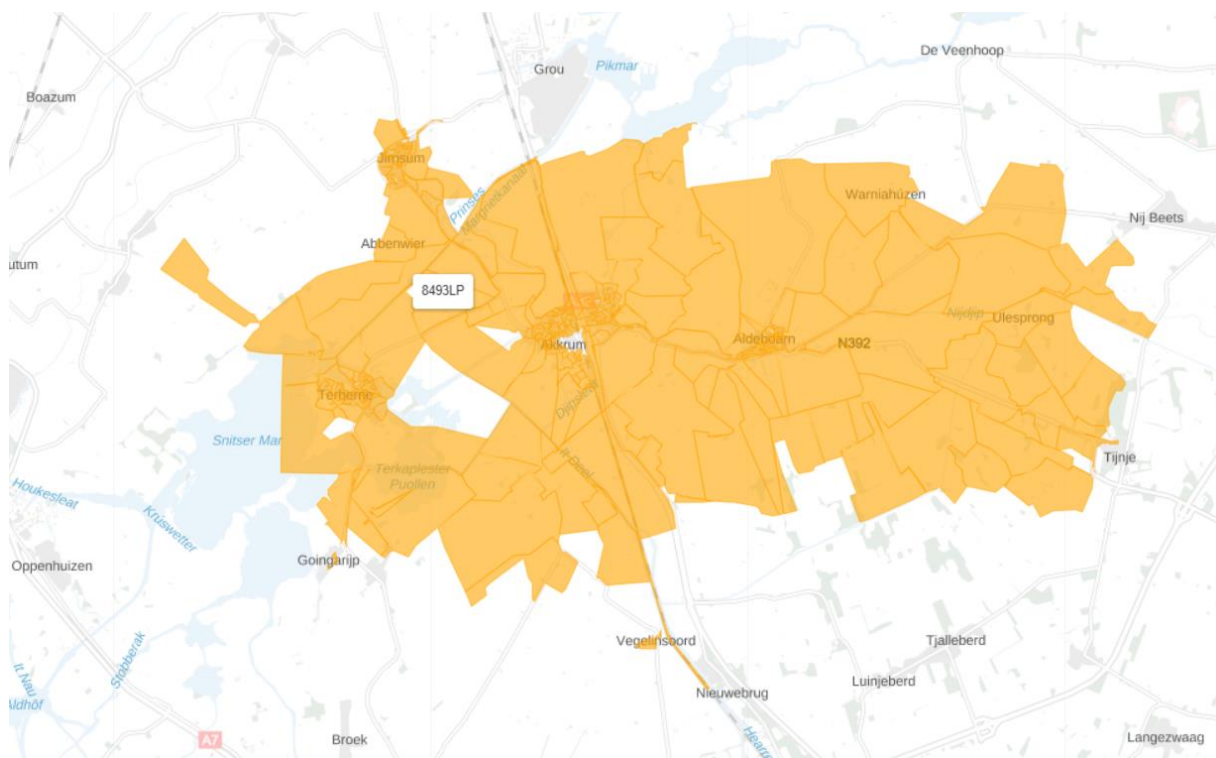 De Veenhoop
Grou
Pikmar
Boazum
Jirnsum
Warniahúzen
Prinses
Margrietkanaal
Nij Beets
Abbenwier
utum
8493LP
Nijdjip
Ulesprong
Akkrum
Aldeboarn
N392
Terherne
Snitser Mar
It Deel
Terkaplester
Puollen
Tijnje
Houkesleat
Krúswetter
Goingarijp
Oppenhuizen
Vegelinsoord
Tjalleberd
Stobberak
Luinjeberd
Nieuwebrug
It Nau
Aldhôf
A7
Broek
Langezwaag